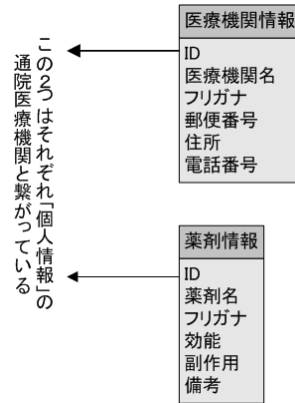 この2つはそれぞれ「個人情報」の
通院医療機関と繋がっている
医療機関情報
ID
医療機関名
フリガナ
郵便番号
住所
電話番号
薬剤情報
ID
薬剤名
フリガナ
効能
副作用
備考